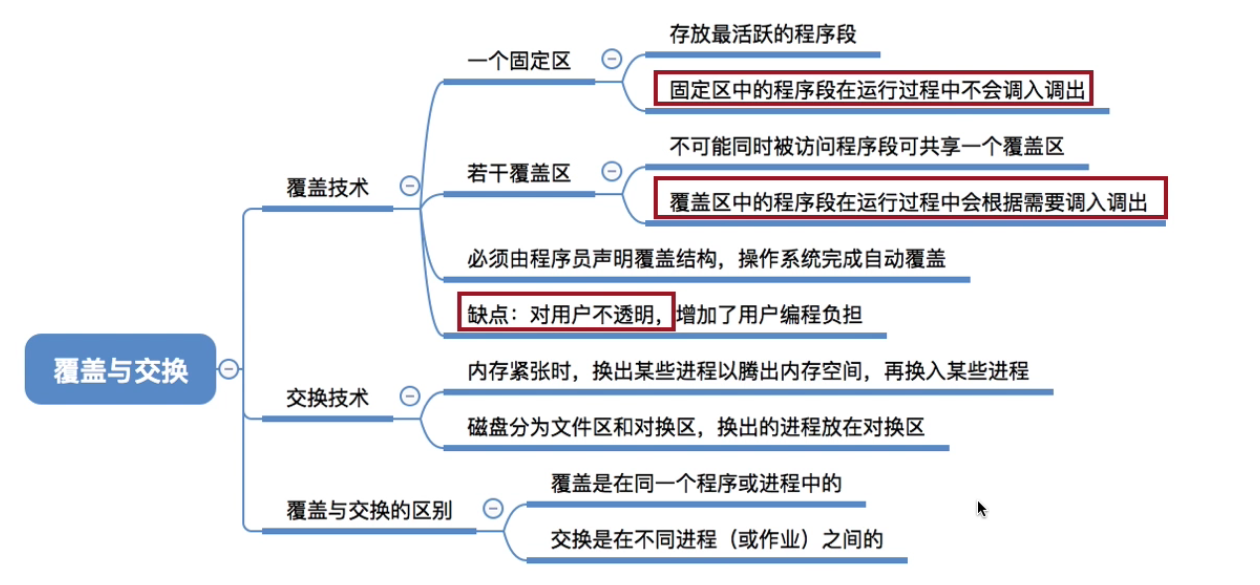 存放最活跃的程序段
一个固定区
固定区中的程序段在运行过程中不会调入调出
不可能同时被访问程序段可共享一个覆盖区
若干覆盖区
覆盖技术
覆盖区中的程序段在运行过程中会根据需要调入调出
必须由程序员声明覆盖结构，操作系统完成自动覆盖
缺点：对用户不透明，增加了用户编程负担
覆盖与交换
内存紧张时，换出某些进程以腾出内存空间，再换入某些进程
交换技术
磁盘分为文件区和对换区，换出的进程放在对换区
覆盖是在同一个程序或进程中的
覆盖与交换的区别
交换是在不同进程（或作业）之间的